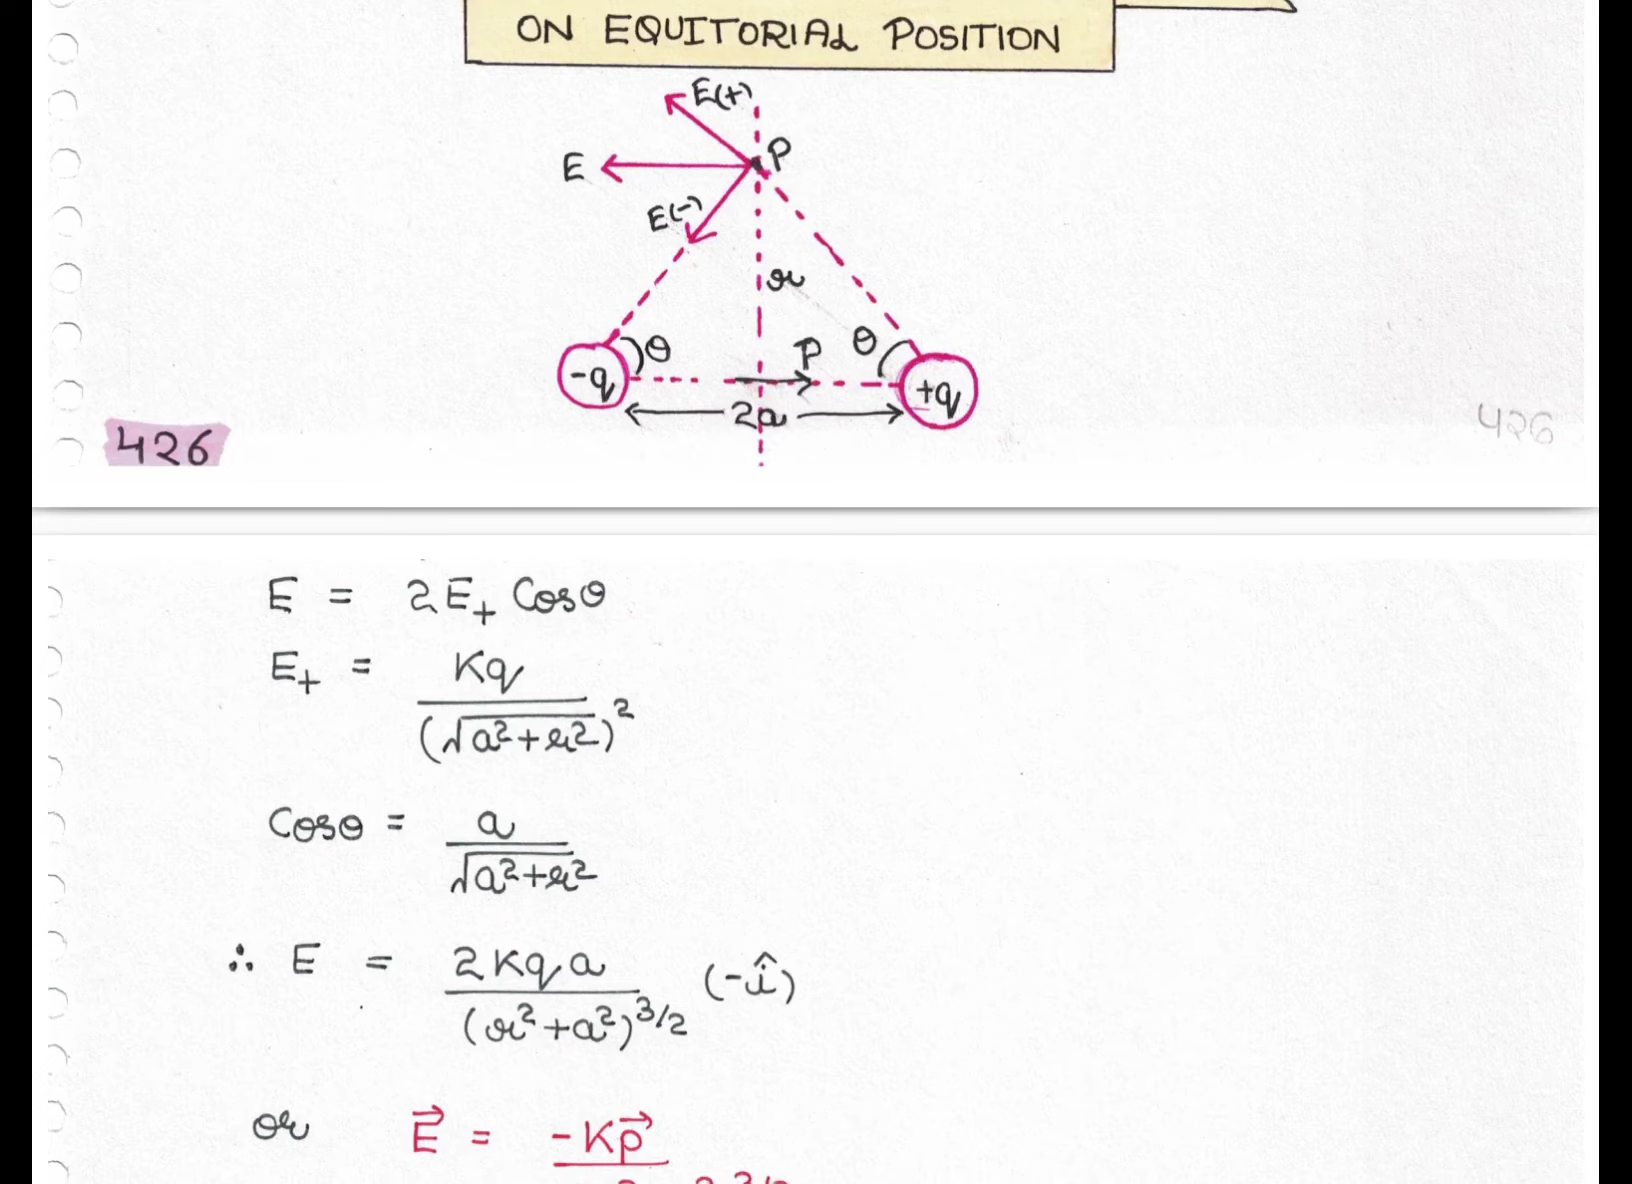 ON EQUITORIAL POSITION
E(+)
P
E
E(-)
r
θ
P
θ
-q
+q
2a
426
426
E = 2E₊ Cosθ
E₊ = Kq / (√a²+r²)²
Cosθ = a / √a²+r²
∴ E = 2Kqa / (r²+a²)^3/2 (-î)
or E⃗ = -Kp⃗